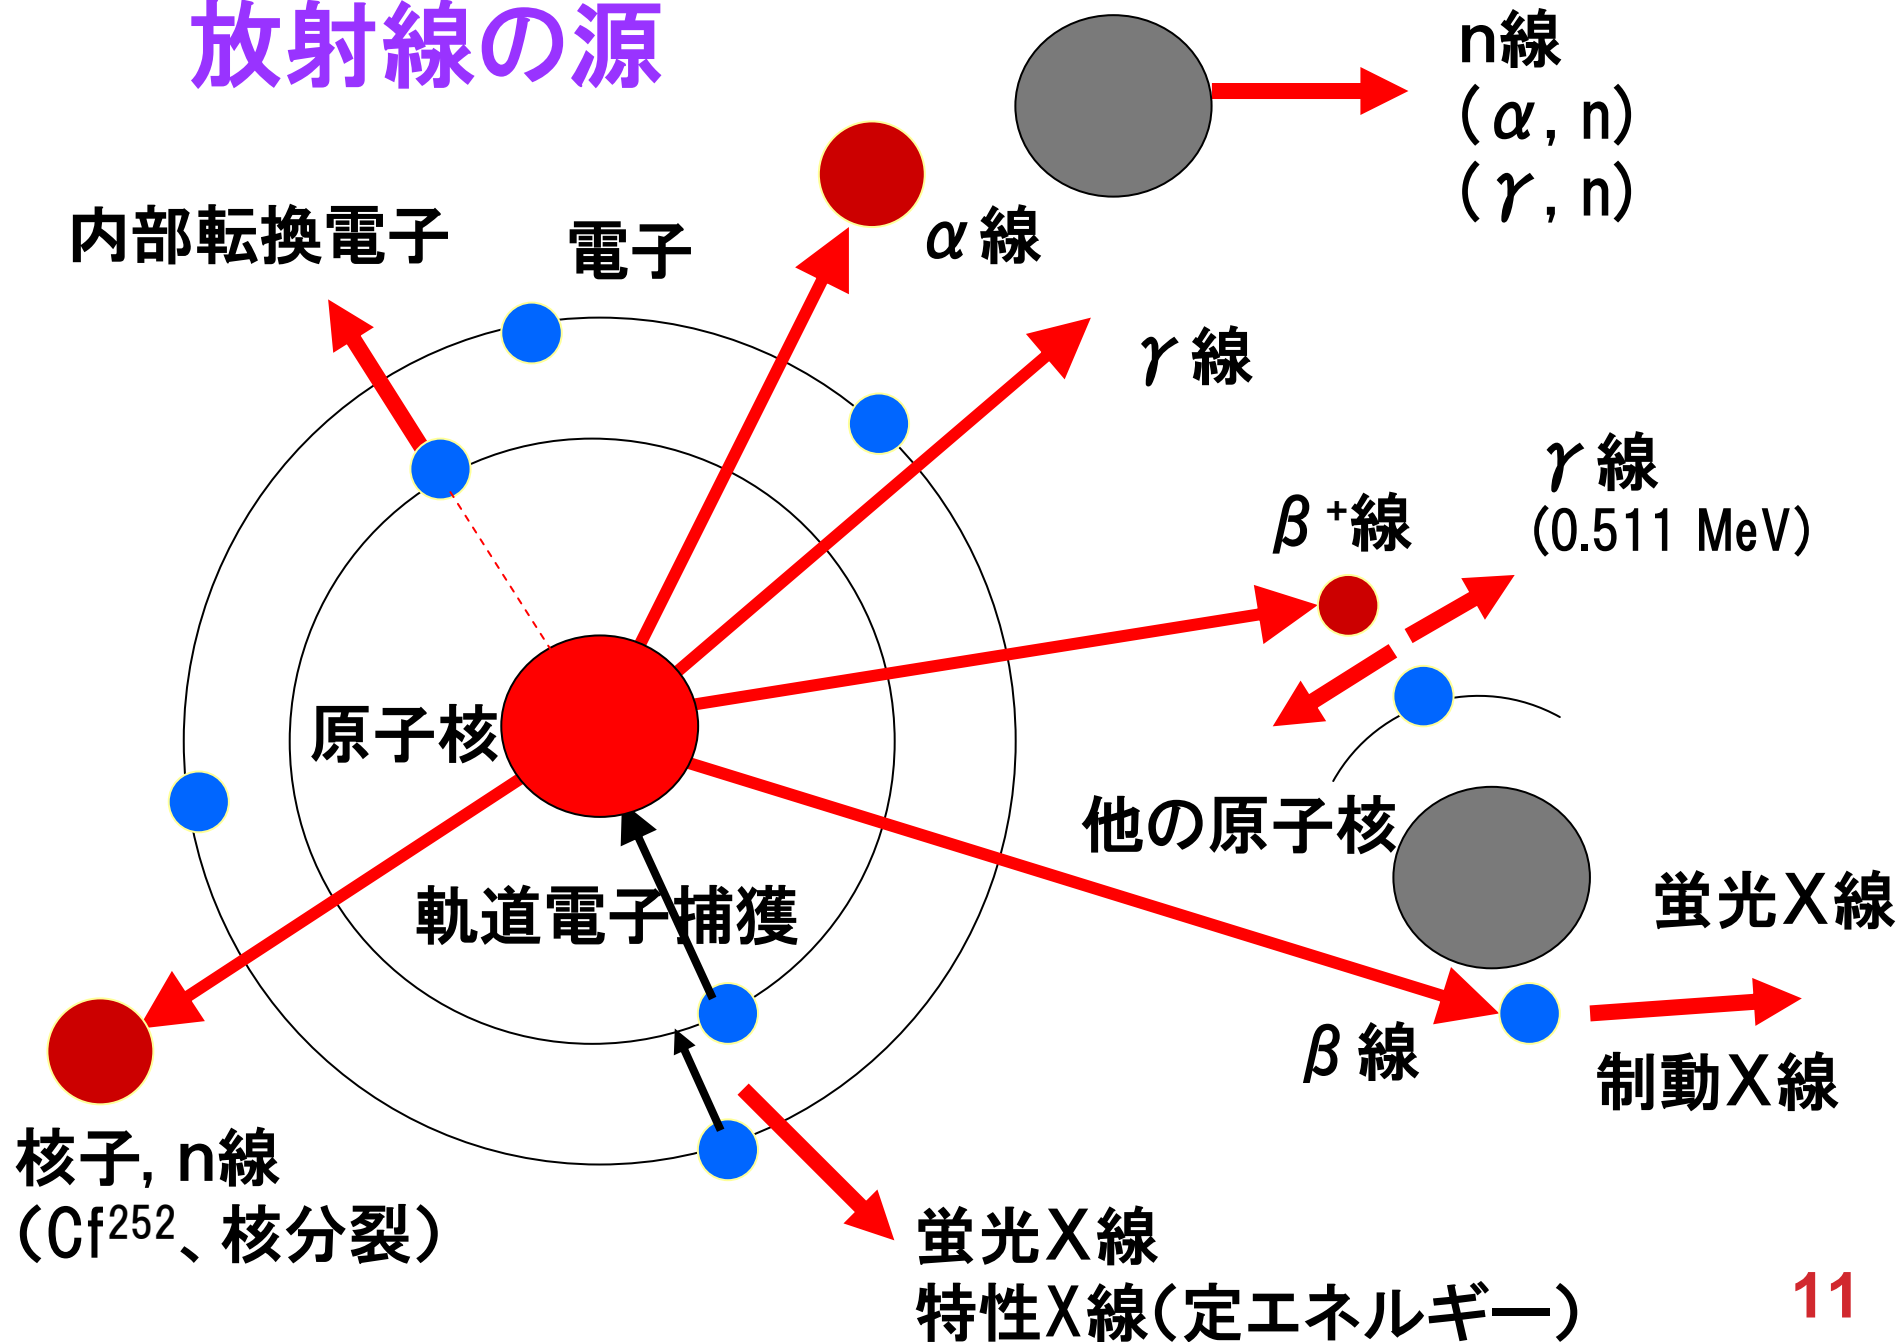 放射線の源
n線
(α, n)
(γ, n)
内部転換電子
電子
α線
γ線
γ線
(0.511 MeV)
β⁺線
原子核
他の原子核
軌道電子捕獲
蛍光X線
β線
制動X線
核子, n線
(Cf²⁵²、核分裂)
蛍光X線
特性X線(定エネルギー)
11